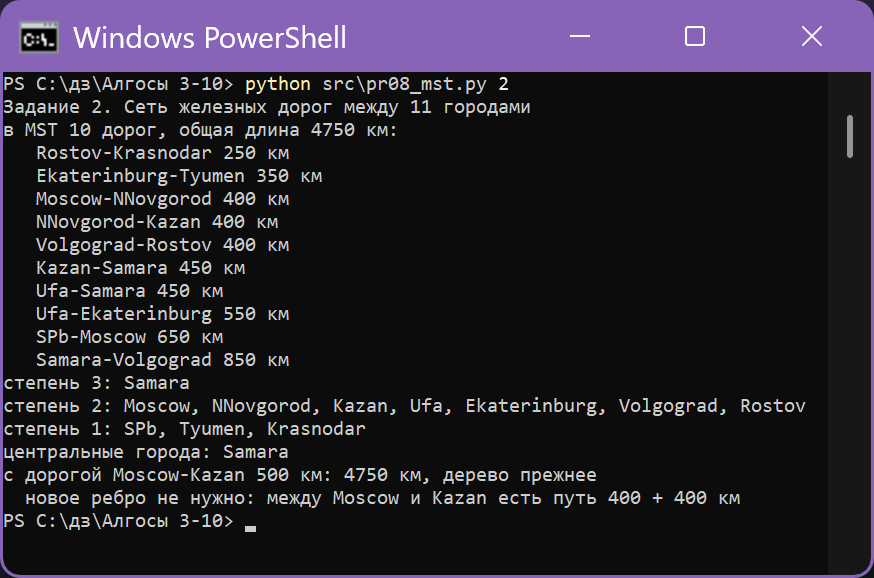 Windows PowerShell
PS C:\дз\Алгосы 3-10> python src\pr08_mst.py 2
Задание 2. Сеть железных дорог между 11 городами
в MST 10 дорог, общая длина 4750 км:
Rostov-Krasnodar 250 км
Ekaterinburg-Tyumen 350 км
Moscow-NNovgorod 400 км
NNovgorod-Kazan 400 км
Volgograd-Rostov 400 км
Kazan-Samara 450 км
Ufa-Samara 450 км
Ufa-Ekaterinburg 550 км
SPb-Moscow 650 км
Samara-Volgograd 850 км
степень 3: Samara
степень 2: Moscow, NNovgorod, Kazan, Ufa, Ekaterinburg, Volgograd, Rostov
степень 1: SPb, Tyumen, Krasnodar
центральные города: Samara
с дорогой Moscow-Kazan 500 км: 4750 км, дерево прежнее
новое ребро не нужно: между Moscow и Kazan есть путь 400 + 400 км
PS C:\дз\Алгосы 3-10>